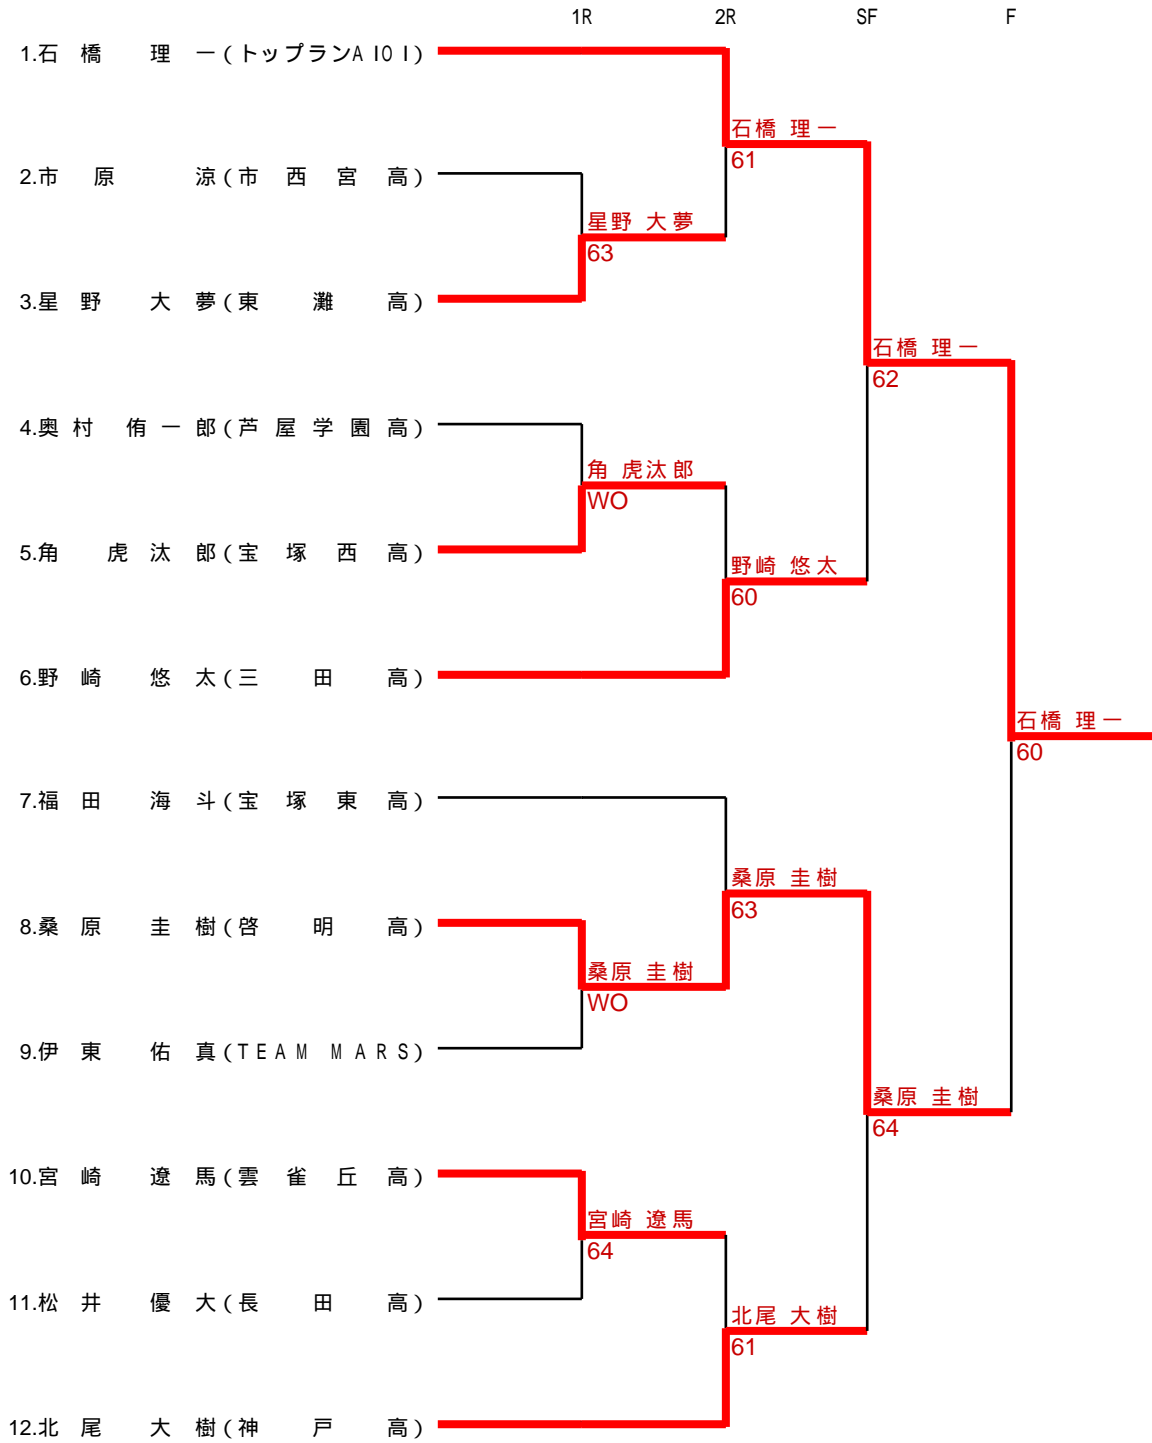 1R 2R SF F
1.石橋 理一(トップランAIOI)
石橋 理一
61
2.市原 涼(市西宮高)
星野 大夢
63
3.星野 大夢(東灘高)
石橋 理一
62
4.奥村 侑一郎(芦屋学園高)
角 虎汰郎
WO
5.角 虎汰郎(宝塚西高)
野崎 悠太
60
6.野崎 悠太(三田高)
石橋 理一
60
7.福田 海斗(宝塚東高)
桑原 圭樹
63
8.桑原 圭樹(啓明高)
桑原 圭樹
WO
9.伊東 佑真(TEAM MARS)
桑原 圭樹
64
10.宮崎 遼馬(雲雀丘高)
宮崎 遼馬
64
11.松井 優大(長田高)
北尾 大樹
61
12.北尾 大樹(神戸高)